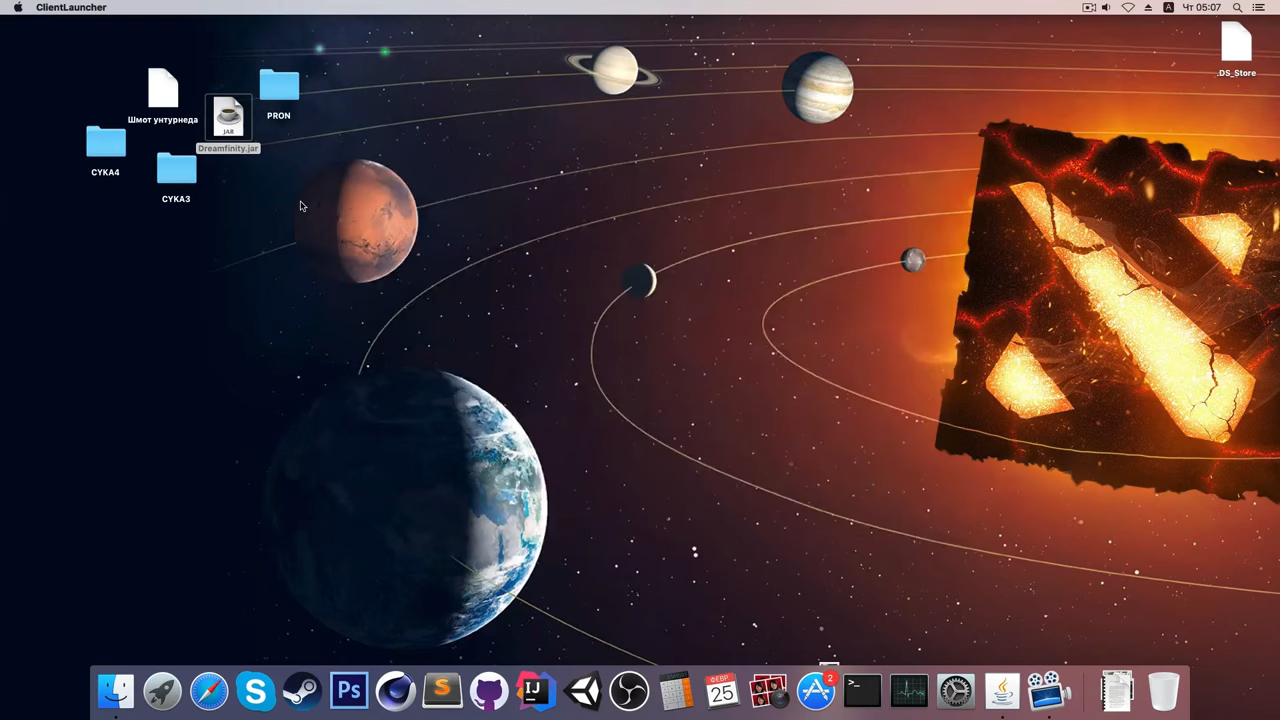 ClientLauncher
A
Чт 05:07
.DS_Store
Шмот унтурнеда
JAR
Dreamfinity.jar
PRON
CYKA4
CYKA3
S
Ps
S
IJ
ФЕВР
25
2
>_